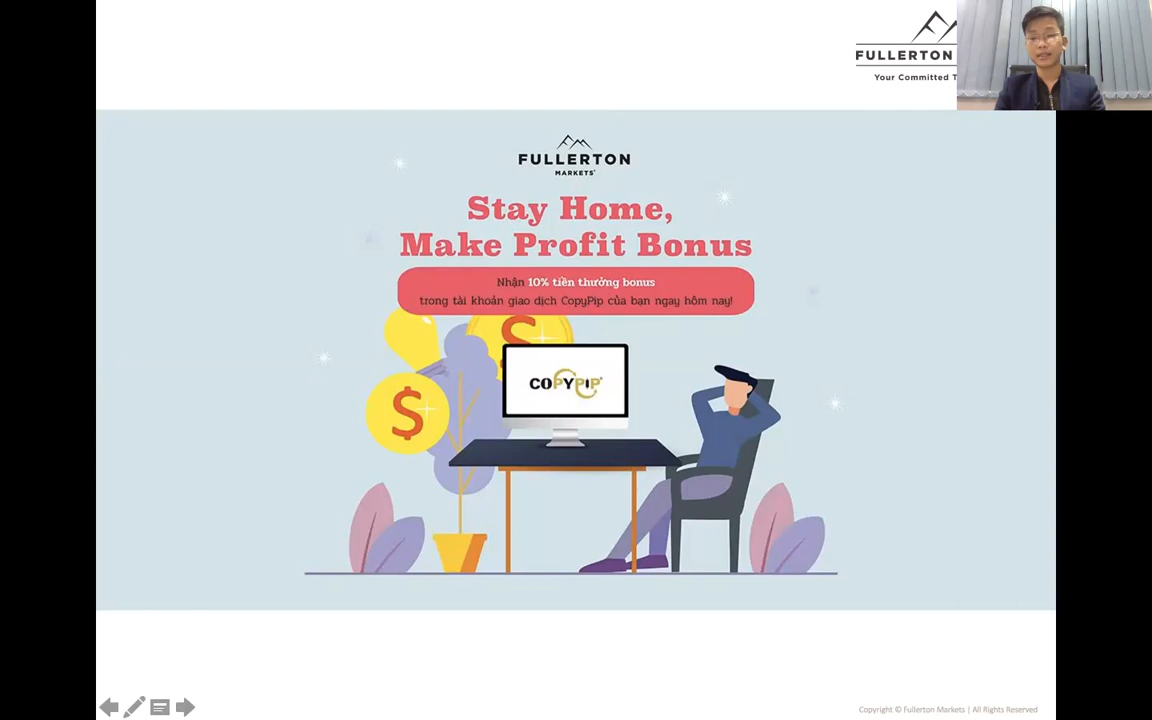 FULLERTON
Your Committed
FULLERTON
MARKETS
Stay Home,
Make Profit Bonus
Nhận 10% tiền thưởng bonus
trong tài khoản giao dịch CopyPip của bạn ngay hôm nay!
$
COPYPIP
Copyright © Fullerton Markets | All Rights Reserved